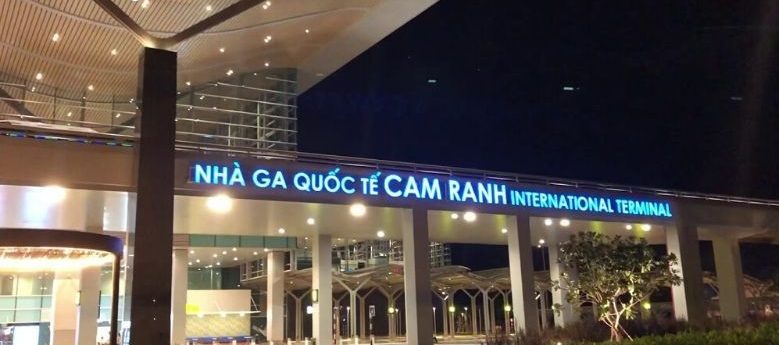 NHÀ GA QUỐC TẾ CAM RANH INTERNATIONAL TERMINAL